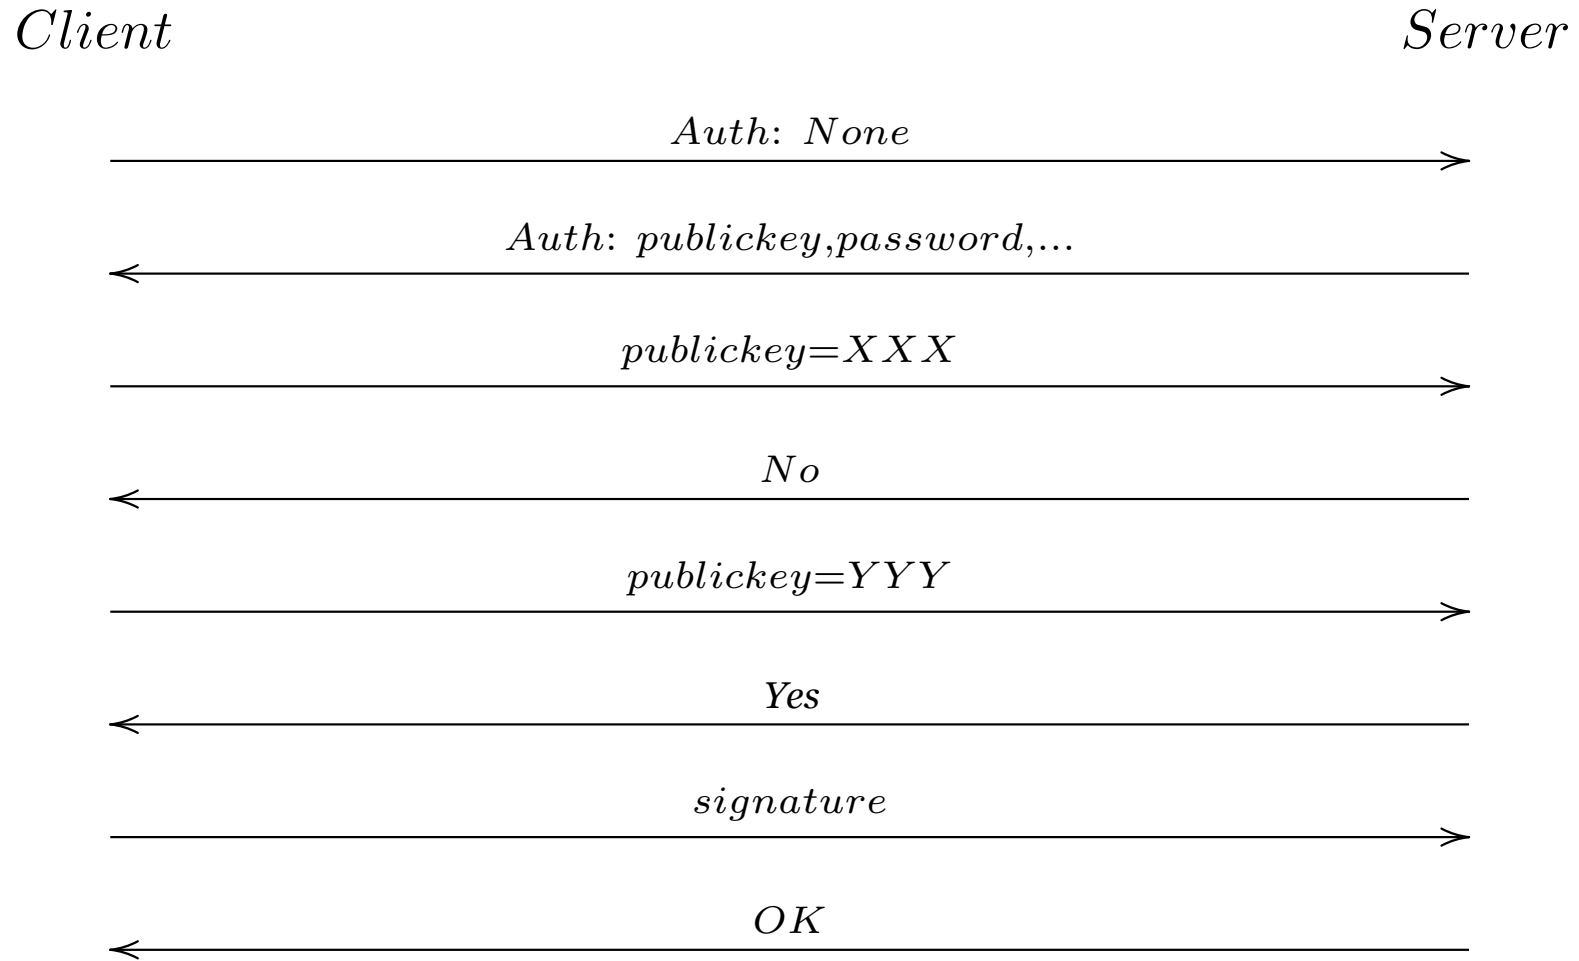 Client Server
Auth: None
Auth: publickey,password,...
publickey=XXX
No
publickey=YYY
Yes
signature
OK